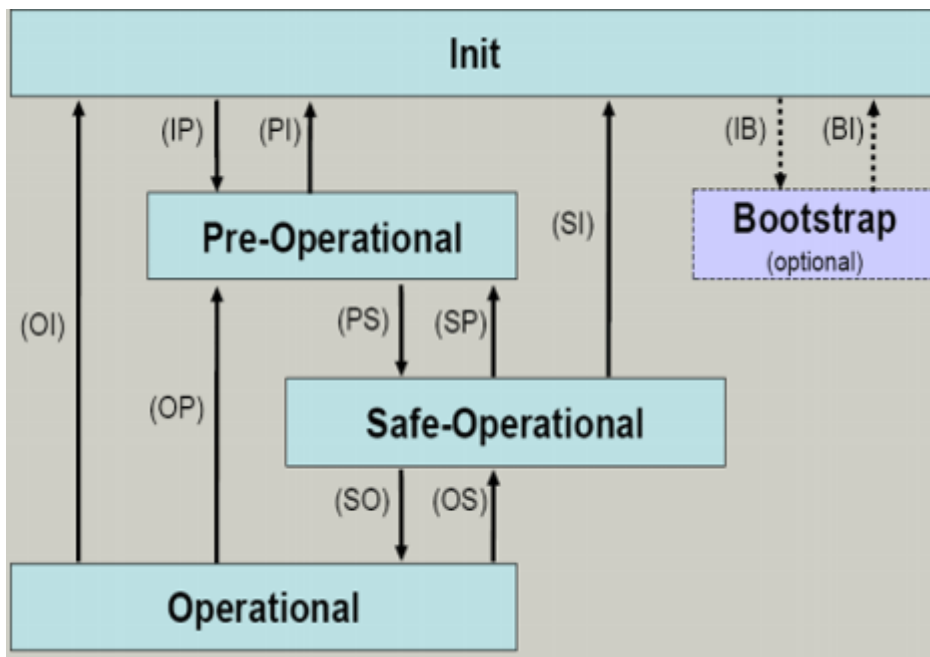 Init
(IP)
(PI)
(IB)
(BI)
(SI)
Pre-Operational
Bootstrap
(optional)
(OI)
(PS)
(SP)
(OP)
Safe-Operational
(SO)
(OS)
Operational